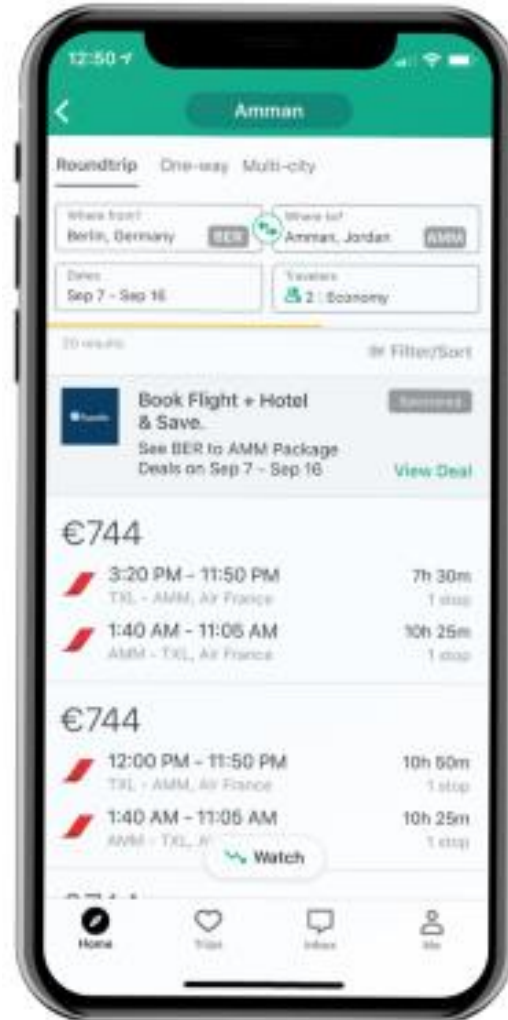 12:50
Amman
Roundtrip One-way Multi-city
Where from? Where to?
Berlin, Germany BER Amman, Jordan AMM
Dates Travelers
Sep 7 - Sep 16 2 | Economy
20 results Filter/Sort
Book Flight + Hotel Sponsored
& Save.
See BER to AMM Package
Deals on Sep 7 - Sep 16 View Deal
€744
3:20 PM - 11:50 PM 7h 30m
TXL - AMM, Air France 1 stop
1:40 AM - 11:05 AM 10h 25m
AMM - TXL, Air France 1 stop
€744
12:00 PM - 11:50 PM 10h 50m
TXL - AMM, Air France 1 stop
1:40 AM - 11:05 AM 10h 25m
AMM - TXL, 1 stop
Watch
Home Trips Inbox Me